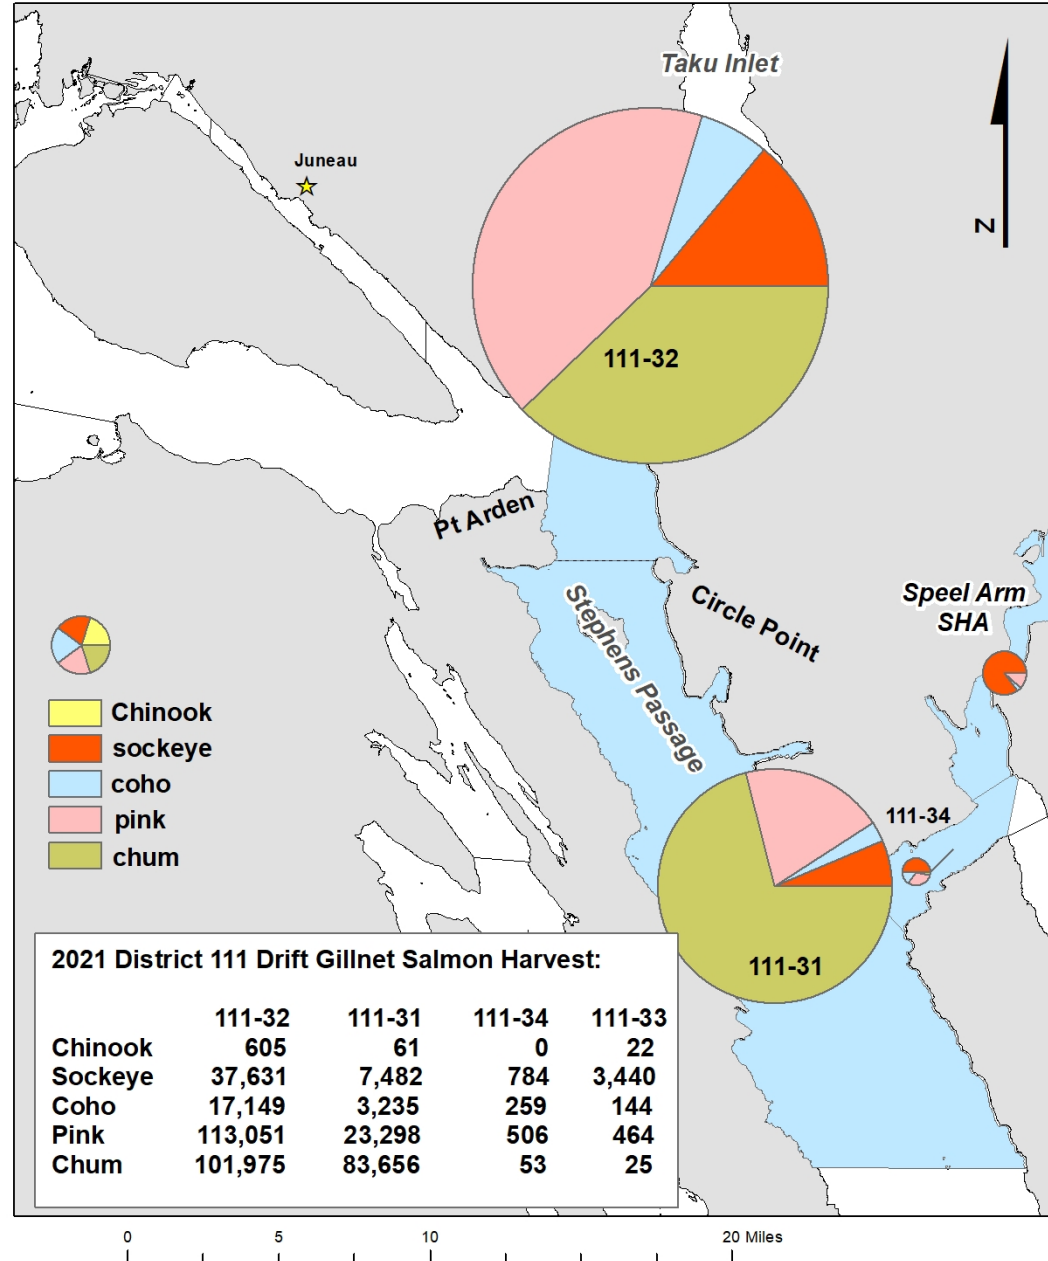 Taku Inlet
Juneau
N
111-32
Pt Arden
Circle Point
Stephens Passage
Speel Arm
SHA
Chinook
sockeye
coho
pink
chum
111-34
111-31
2021 District 111 Drift Gillnet Salmon Harvest:
111-32 111-31 111-34 111-33
Chinook 605 61 0 22
Sockeye 37,631 7,482 784 3,440
Coho 17,149 3,235 259 144
Pink 113,051 23,298 506 464
Chum 101,975 83,656 53 25
0 5 10 20 Miles